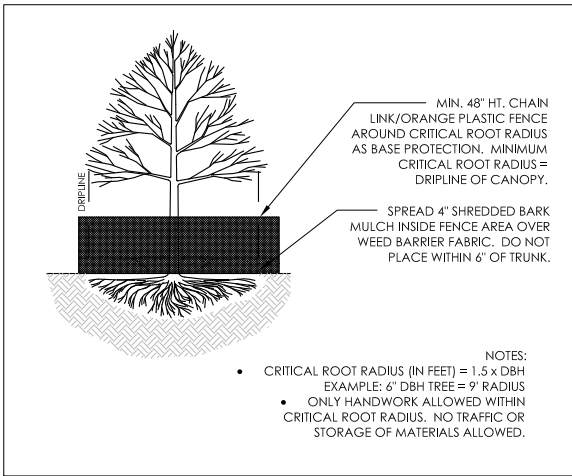 MIN. 48" HT. CHAIN
LINK/ORANGE PLASTIC FENCE
AROUND CRITICAL ROOT RADIUS
AS BASE PROTECTION. MINIMUM
CRITICAL ROOT RADIUS =
DRIPLINE OF CANOPY.
DRIPLINE
SPREAD 4" SHREDDED BARK
MULCH INSIDE FENCE AREA OVER
WEED BARRIER FABRIC. DO NOT
PLACE WITHIN 6" OF TRUNK.
NOTES:
• CRITICAL ROOT RADIUS (IN FEET) = 1.5 x DBH
EXAMPLE: 6" DBH TREE = 9' RADIUS
• ONLY HANDWORK ALLOWED WITHIN
CRITICAL ROOT RADIUS. NO TRAFFIC OR
STORAGE OF MATERIALS ALLOWED.